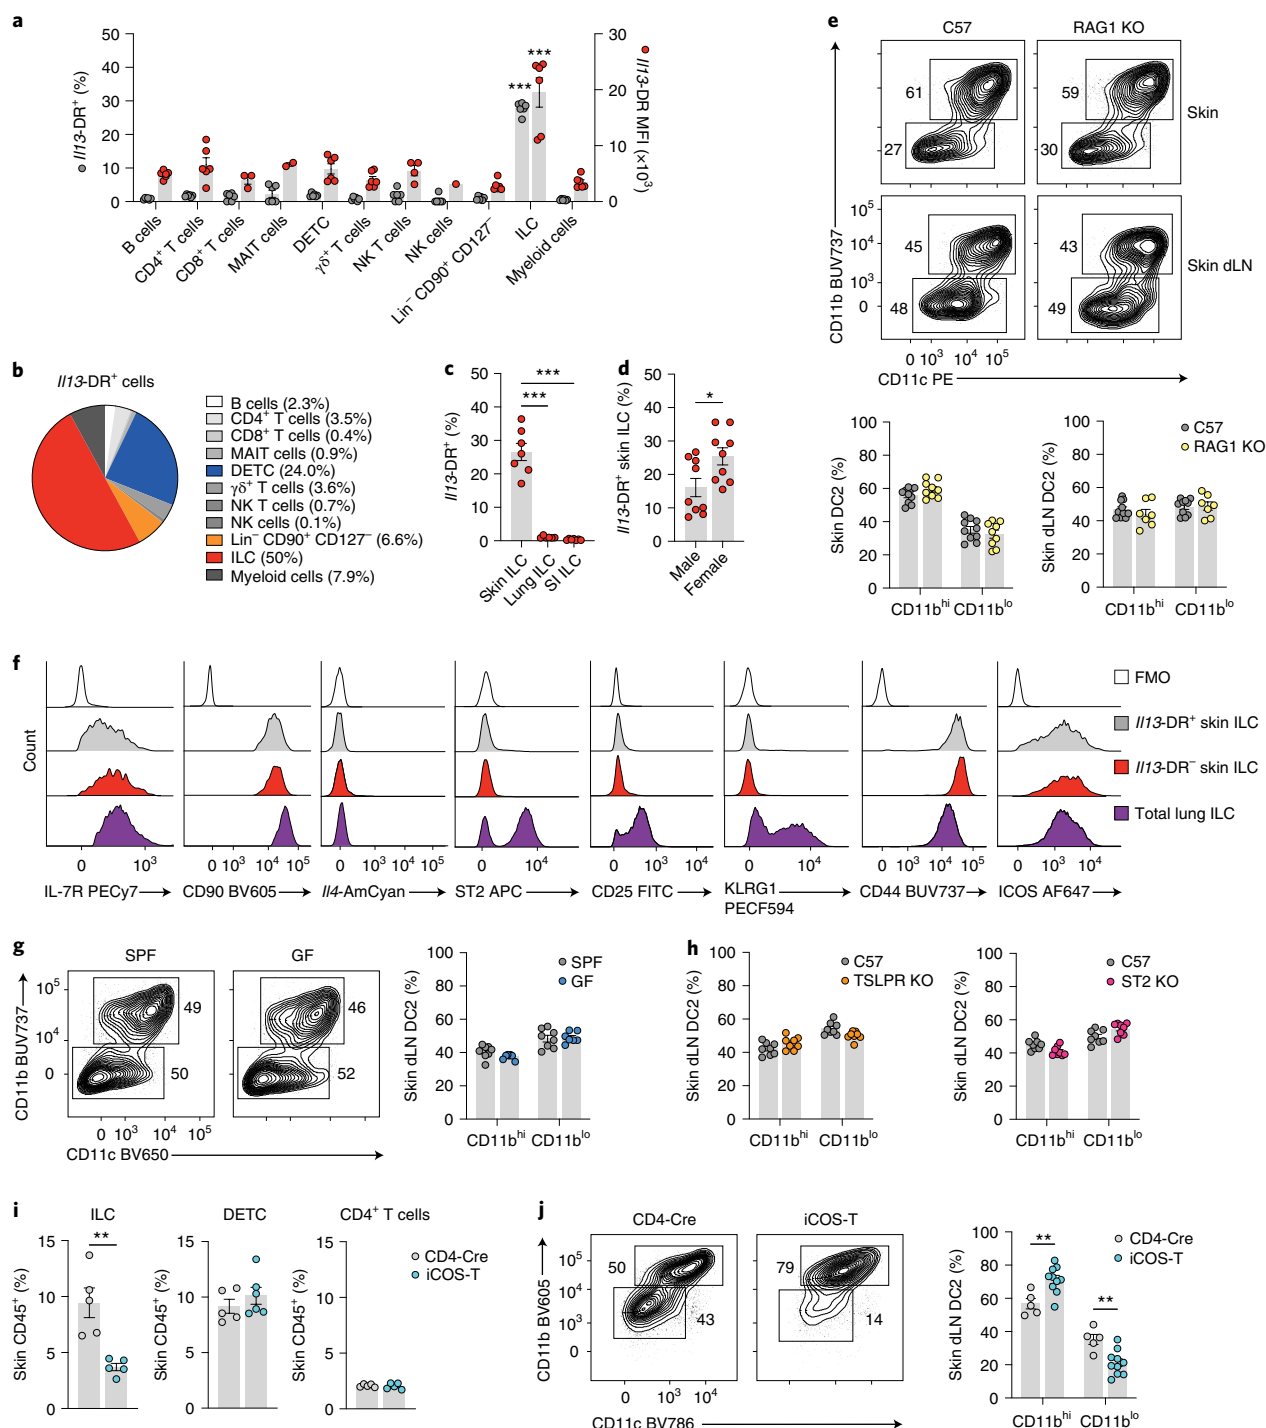 a
Il13-DR+ (%)
50
40
30
20
10
0
30
20
10
0
Il13-DR MFI (×10³)
***
***
B cells
CD4+ T cells
CD8+ T cells
MAIT cells
DETC
γδ+ T cells
NK T cells
NK cells
Lin− CD90+ CD127−
ILC
Myeloid cells
b
Il13-DR+ cells
B cells (2.3%)
CD4+ T cells (3.5%)
CD8+ T cells (0.4%)
MAIT cells (0.9%)
DETC (24.0%)
γδ+ T cells (3.6%)
NK T cells (0.7%)
NK cells (0.1%)
Lin− CD90+ CD127− (6.6%)
ILC (50%)
Myeloid cells (7.9%)
c
Il13-DR+ (%)
50
40
30
20
10
0
***
***
Skin ILC
Lung ILC
SI ILC
d
Il13-DR+ skin ILC (%)
50
40
30
20
10
0
*
Male
Female
e
C57
RAG1 KO
61
27
59
30
Skin
45
48
43
49
Skin dLN
10⁵
10⁴
10³
0
CD11b BUV737
0 10³ 10⁴ 10⁵
CD11c PE
Skin DC2 (%)
100
80
60
40
20
0
CD11bhi CD11blo
Skin dLN DC2 (%)
100
80
60
40
20
0
CD11bhi CD11blo
C57
RAG1 KO
f
Count
FMO
Il13-DR+ skin ILC
Il13-DR− skin ILC
Total lung ILC
0 10³
0 10³ 10⁴ 10⁵
0 10³ 10⁴ 10⁵
0 10⁴
0 10⁴
0 10⁴
0 10³ 10⁴ 10⁵
0 10³ 10⁴
IL-7R PECy7
CD90 BV605
Il4-AmCyan
ST2 APC
CD25 FITC
KLRG1
PECF594
CD44 BUV737
ICOS AF647
g
SPF
GF
49
50
46
52
10⁵
10⁴
0
CD11b BUV737
0 10³ 10⁴ 10⁵
CD11c BV650
Skin dLN DC2 (%)
100
80
60
40
20
0
SPF
GF
CD11bhi CD11blo
h
Skin dLN DC2 (%)
100
80
60
40
20
0
C57
TSLPR KO
CD11bhi CD11blo
Skin dLN DC2 (%)
100
80
60
40
20
0
C57
ST2 KO
CD11bhi CD11blo
i
ILC
Skin CD45+ (%)
15
10
5
0
**
DETC
Skin CD45+ (%)
15
10
5
0
CD4+ T cells
Skin CD45+ (%)
15
10
5
0
CD4-Cre
iCOS-T
j
CD4-Cre
iCOS-T
50
43
79
14
10⁵
10⁴
10³
0
CD11b BV605
0 10³ 10⁴
CD11c BV786
Skin dLN DC2 (%)
100
80
60
40
20
0
**
**
CD4-Cre
iCOS-T
CD11bhi CD11blo